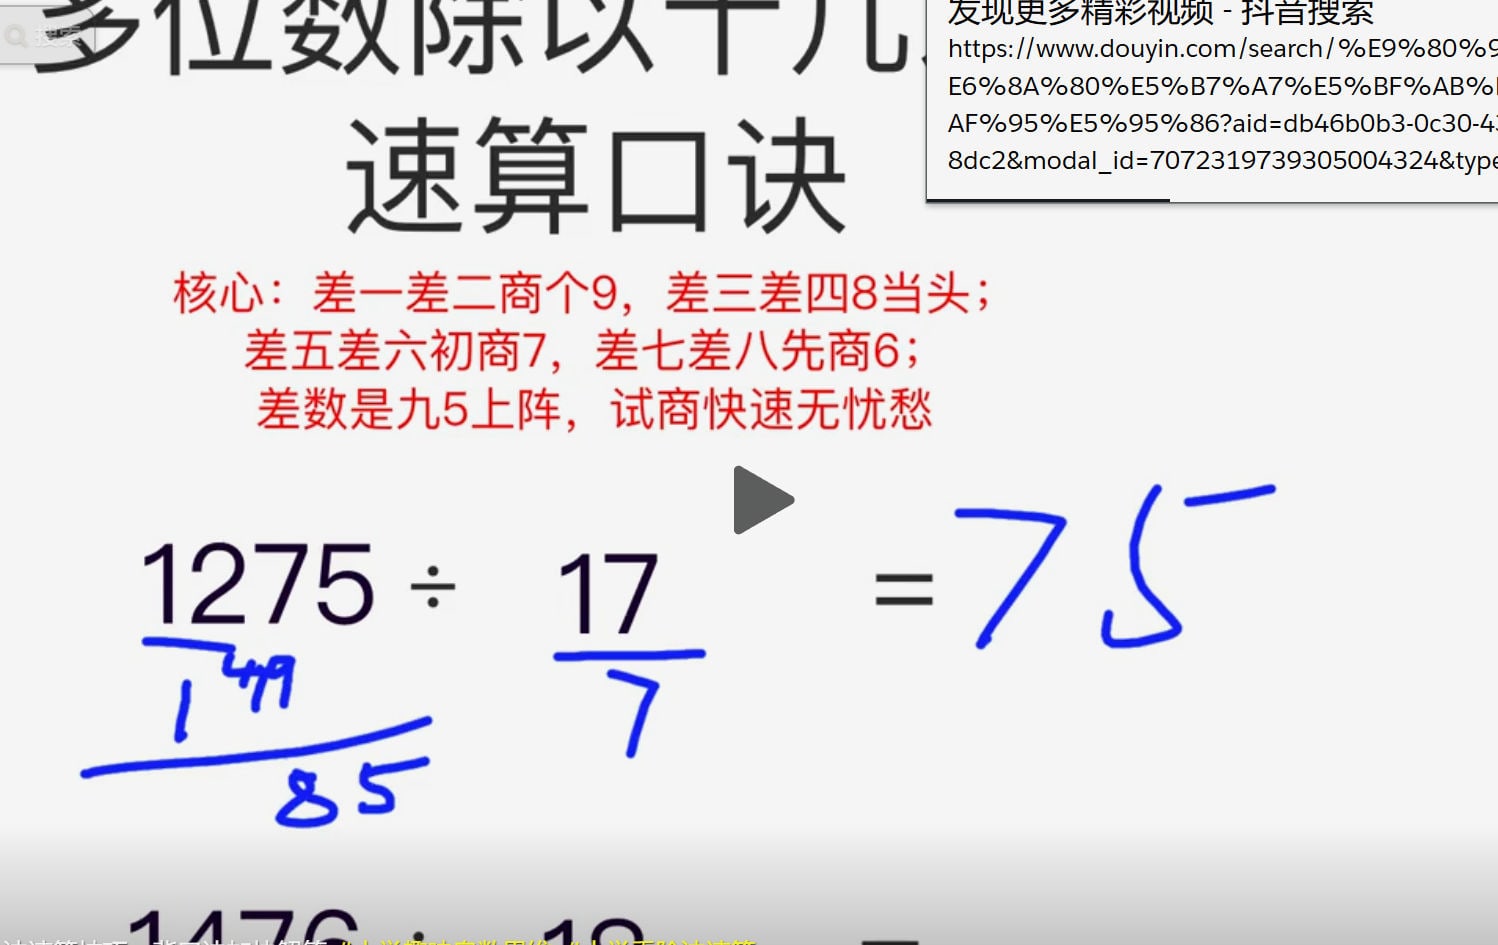 搜索
多位数除以十几
速算口诀
发现更多精彩视频 - 抖音搜索
https://www.douyin.com/search/%E9%80%9
E6%8A%80%E5%B7%A7%E5%BF%AB%
AF%95%E5%95%86?aid=db46b0b3-0c30-4
8dc2&modal_id=7072319739305004324&type
核心：差一差二商个9，差三差四8当头；
差五差六初商7，差七差八先商6；
差数是九5上阵，试商快速无忧愁
1275 ÷ 17 = 75
1 7
85
1476 ÷ 18 =